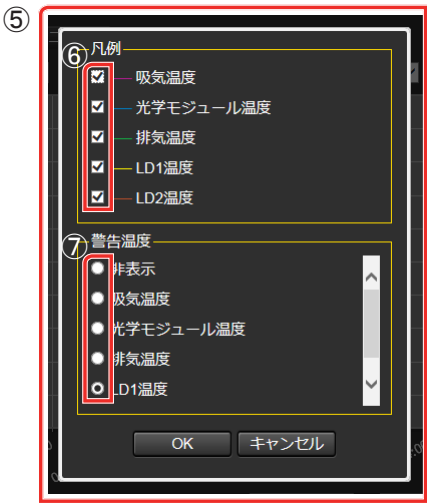 ⑤
⑥
凡例
吸気温度
光学モジュール温度
排気温度
LD1温度
LD2温度
⑦
警告温度
非表示
吸気温度
光学モジュール温度
排気温度
LD1温度
OK キャンセル